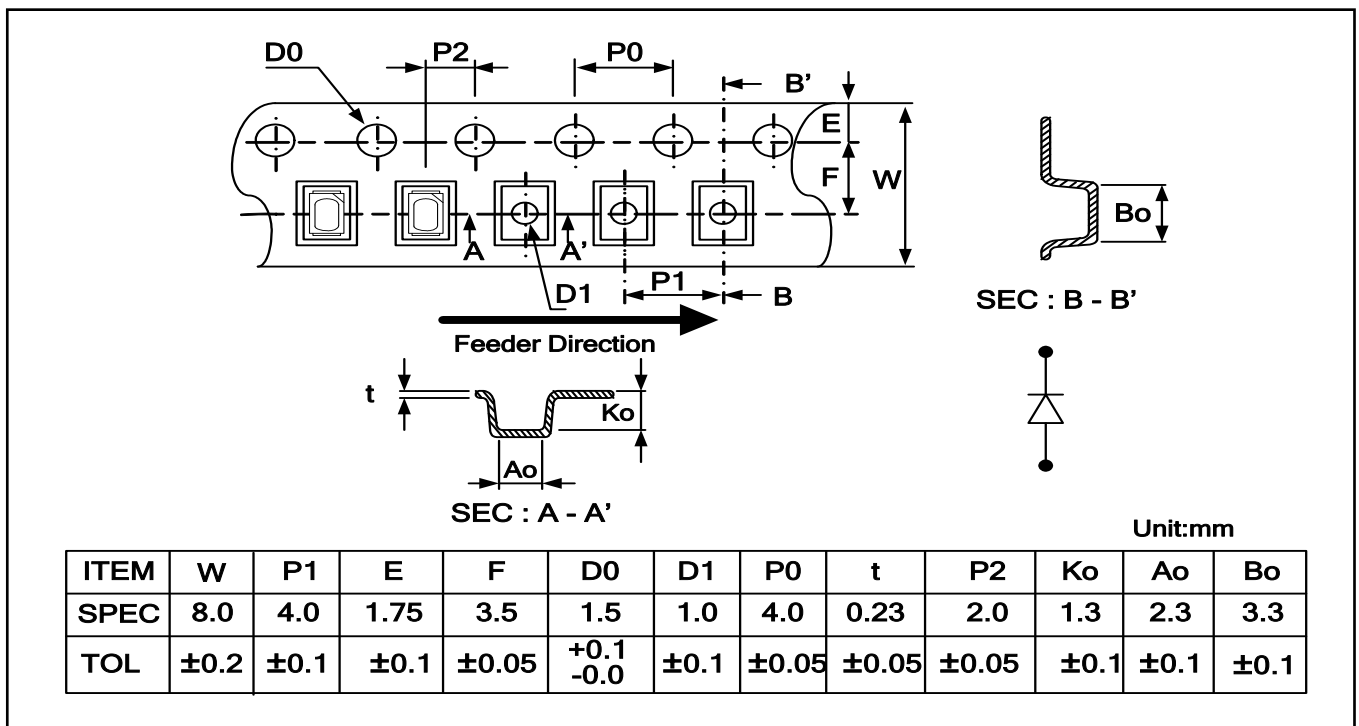 D0
P2
P0
B’
E
F
W
A
A’
P1
D1
B
Feeder Direction
Bo
SEC : B - B’
t
Ko
Ao
SEC : A - A’
Unit:mm
ITEM W P1 E F D0 D1 P0 t P2 Ko Ao Bo
SPEC 8.0 4.0 1.75 3.5 1.5 1.0 4.0 0.23 2.0 1.3 2.3 3.3
TOL ±0.2 ±0.1 ±0.1 ±0.05 +0.1 -0.0 ±0.1 ±0.05 ±0.05 ±0.05 ±0.1 ±0.1 ±0.1